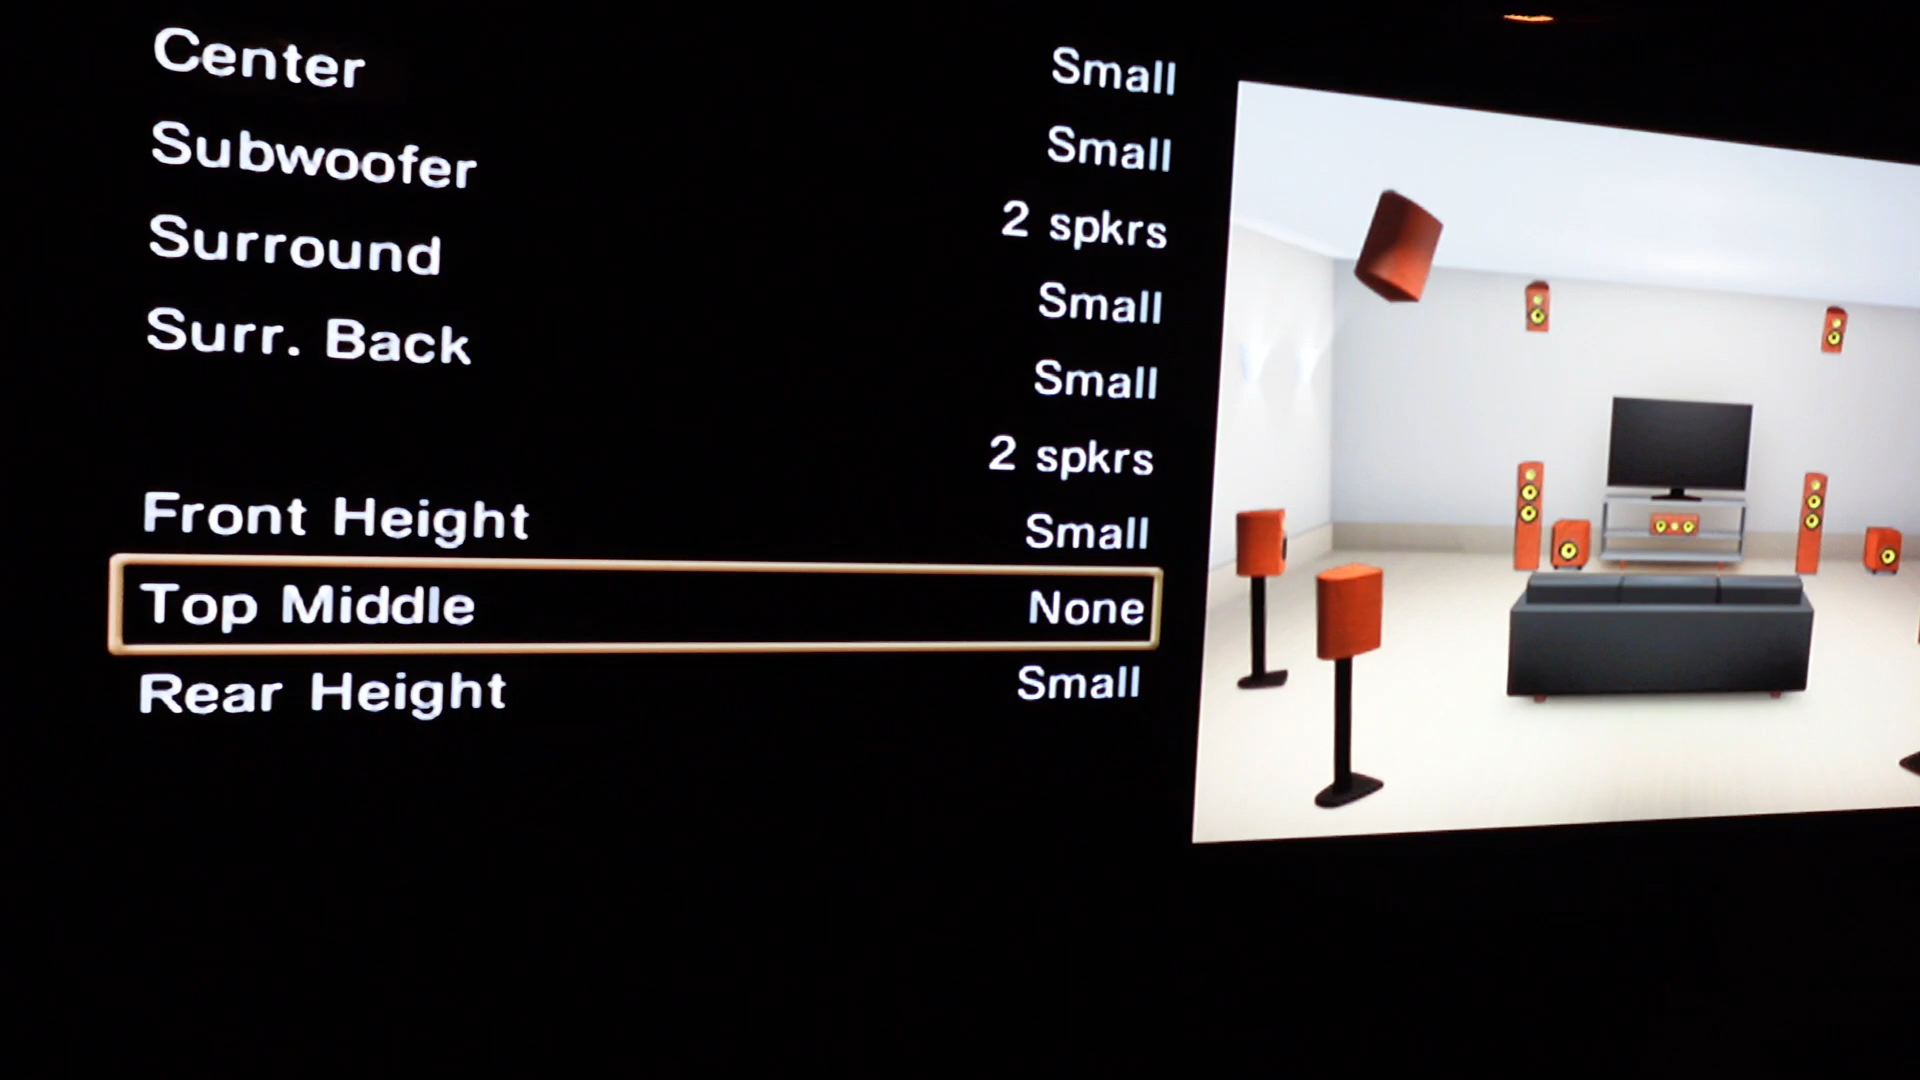 Small
Center Small
Subwoofer 2 spkrs
Surround Small
Surr. Back Small
2 spkrs
Front Height Small
Top Middle None
Rear Height Small